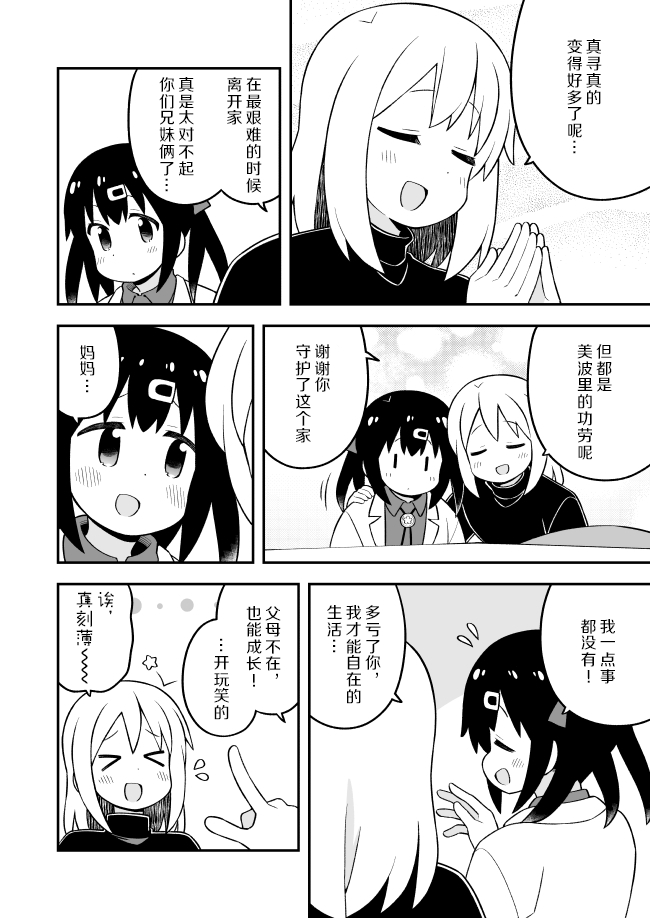 真寻真的
变得好多了呢…
在最艰难的时候
离开家
真是太对不起
你们兄妹俩了…
但都是
美波里的功劳呢
谢谢你
守护了这个家
妈妈…
我一点事
都没有！
多亏了你，
我才能自在的
生活…
父母不在，
也能成长！
…开玩笑的
诶，
真刻薄～